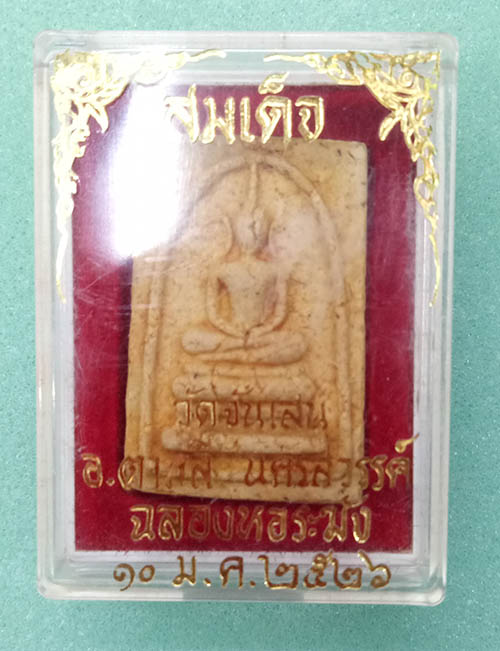 สมเด็จ
วัดจันเสน
อ.ตาคลี นครสวรรค์
ฉลองหอระฆัง
๑๐ ม.ค.๒๕๒๖